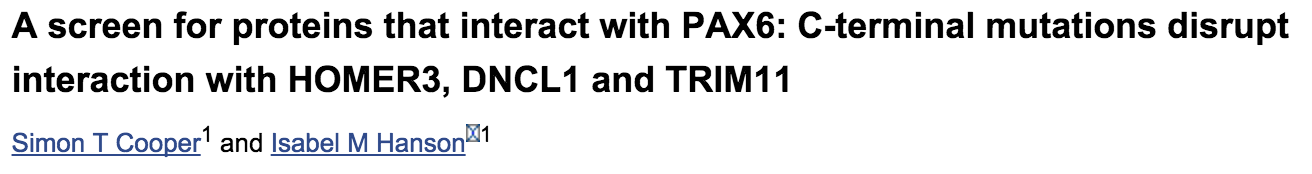 A screen for proteins that interact with PAX6: C-terminal mutations disrupt
interaction with HOMER3, DNCL1 and TRIM11
Simon T Cooper1 and Isabel M Hanson1